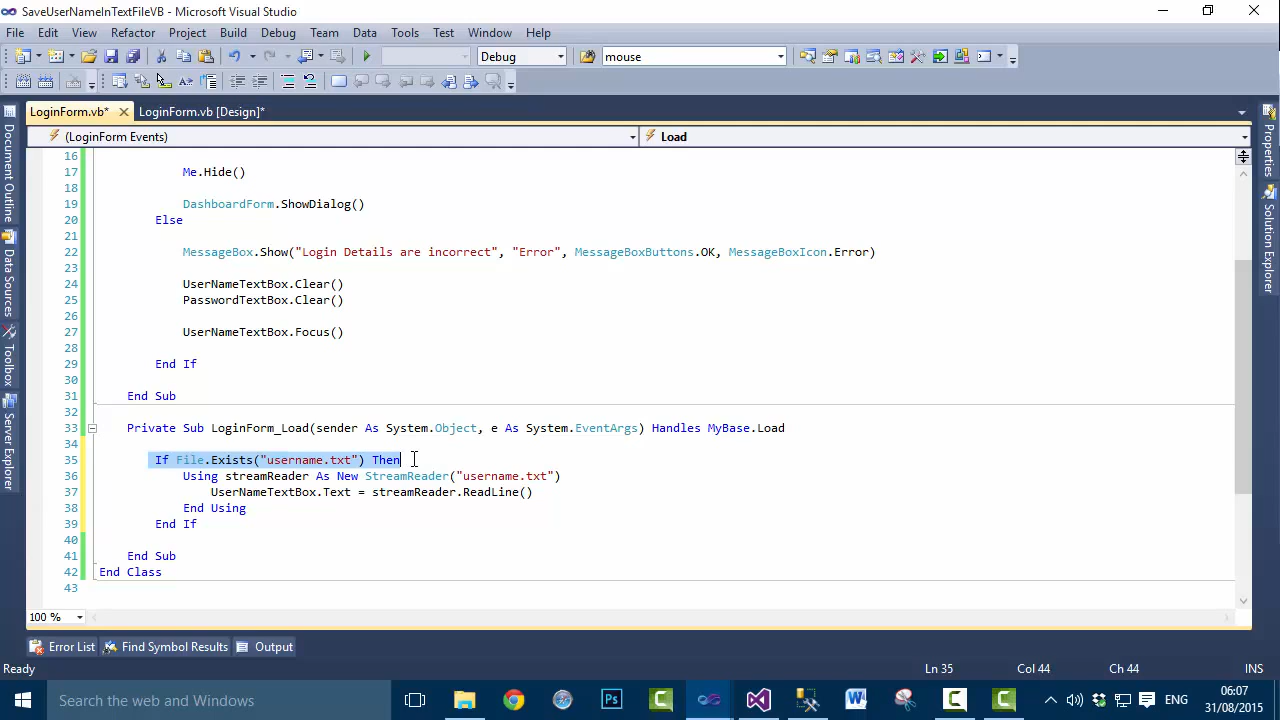 SaveUserNameInTextFileVB - Microsoft Visual Studio
File Edit View Refactor Project Build Debug Team Data Tools Test Window Help
Debug mouse
LoginForm.vb* LoginForm.vb [Design]*
(LoginForm Events) Load
16
17 Me.Hide()
18
19 DashboardForm.ShowDialog()
20 Else
21
22 MessageBox.Show("Login Details are incorrect", "Error", MessageBoxButtons.OK, MessageBoxIcon.Error)
23
24 UserNameTextBox.Clear()
25 PasswordTextBox.Clear()
26
27 UserNameTextBox.Focus()
28
29 End If
30
31 End Sub
32
33 Private Sub LoginForm_Load(sender As System.Object, e As System.EventArgs) Handles MyBase.Load
34
35 If File.Exists("username.txt") Then
36 Using streamReader As New StreamReader("username.txt")
37 UserNameTextBox.Text = streamReader.ReadLine()
38 End Using
39 End If
40
41 End Sub
42 End Class
43
100 %
Error List Find Symbol Results Output
Ready Ln 35 Col 44 Ch 44 INS
Search the web and Windows
ENG
06:07
31/08/2015
Document Outline
Data Sources
Toolbox
Server Explorer
Properties
Solution Explorer